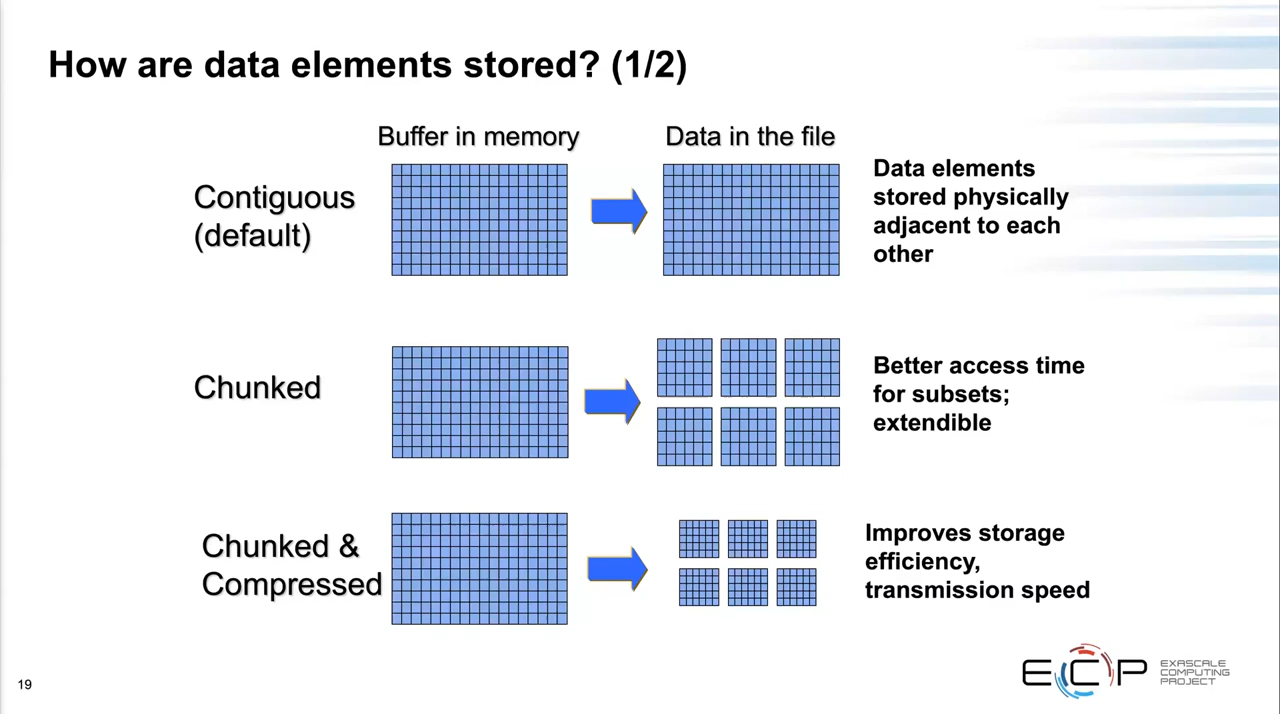 How are data elements stored? (1/2)
Buffer in memory
Data in the file
Contiguous
(default)
Data elements
stored physically
adjacent to each
other
Chunked
Better access time
for subsets;
extendible
Chunked &
Compressed
Improves storage
efficiency,
transmission speed
19
ECP
EXASCALE
COMPUTING
PROJECT